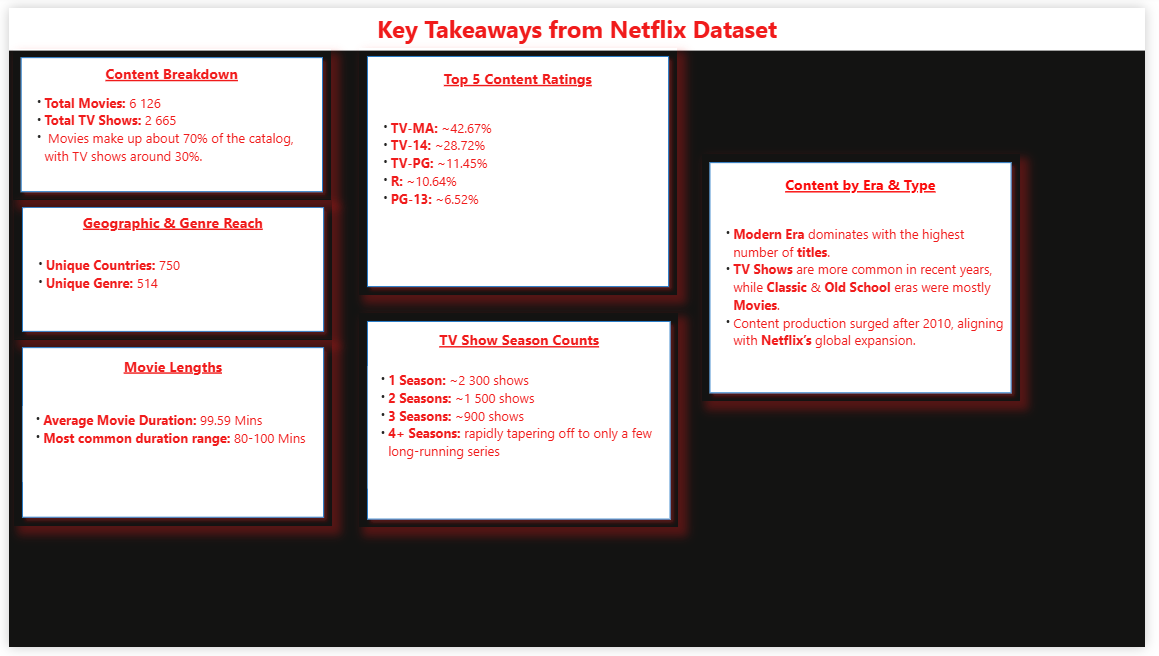 Key Takeaways from Netflix Dataset
Content Breakdown
• Total Movies: 6 126
• Total TV Shows: 2 665
• Movies make up about 70% of the catalog,
with TV shows around 30%.
Geographic & Genre Reach
• Unique Countries: 750
• Unique Genre: 514
Movie Lengths
• Average Movie Duration: 99.59 Mins
• Most common duration range: 80-100 Mins
Top 5 Content Ratings
• TV-MA: ~42.67%
• TV-14: ~28.72%
• TV-PG: ~11.45%
• R: ~10.64%
• PG-13: ~6.52%
TV Show Season Counts
• 1 Season: ~2 300 shows
• 2 Seasons: ~1 500 shows
• 3 Seasons: ~900 shows
• 4+ Seasons: rapidly tapering off to only a few
long-running series
Content by Era & Type
• Modern Era dominates with the highest
number of titles.
• TV Shows are more common in recent years,
while Classic & Old School eras were mostly
Movies.
• Content production surged after 2010, aligning
with Netflix’s global expansion.